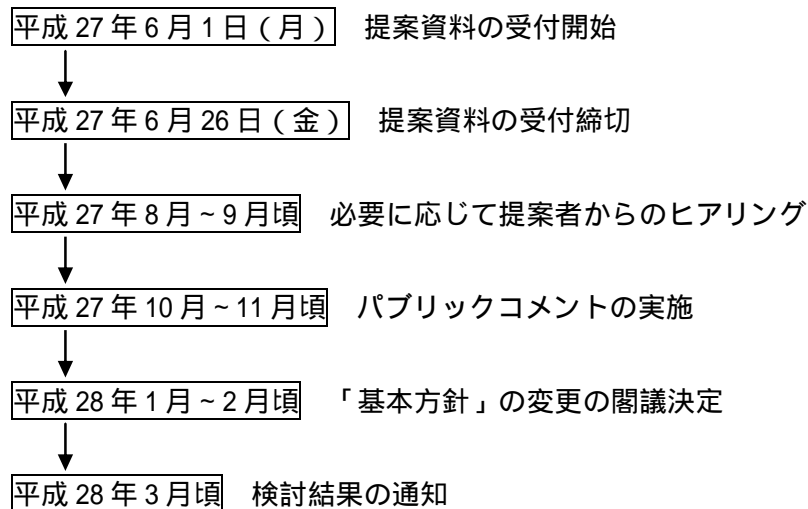 平成 27 年 6 月 1 日 ( 月 ) 提案資料の受付開始
平成 27 年 6 月 26 日 ( 金 ) 提案資料の受付締切
平成 27 年 8 月 ~ 9 月頃 必要に応じて提案者からのヒアリング
平成 27 年 10 月 ~ 11 月頃 パブリックコメントの実施
平成 28 年 1 月 ~ 2 月頃 「基本方針」の変更の閣議決定
平成 28 年 3 月頃 検討結果の通知